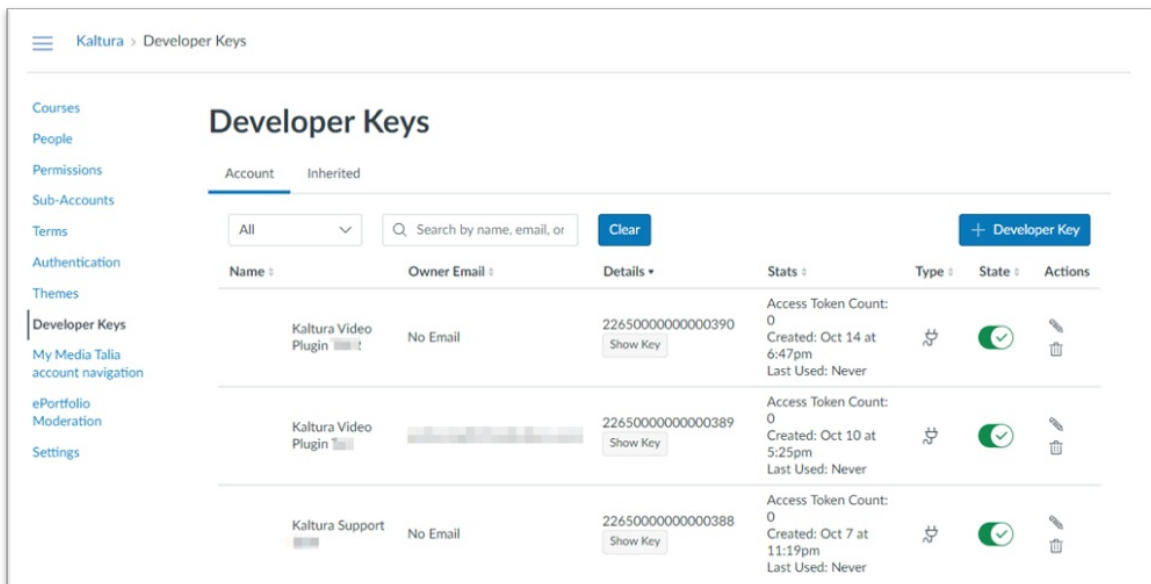 Kaltura > Developer Keys
Courses
People
Permissions
Sub-Accounts
Terms
Authentication
Themes
Developer Keys
My Media Talia
account navigation
ePortfolio
Moderation
Settings
Developer Keys
Account Inherited
All Search by name, email, or Clear + Developer Key
Name Owner Email Details Stats Type State Actions
Kaltura Video
Plugin
No Email
22650000000000390
Show Key
Access Token Count:
0
Created: Oct 14 at
6:47pm
Last Used: Never
Kaltura Video
Plugin
22650000000000389
Show Key
Access Token Count:
0
Created: Oct 10 at
5:25pm
Last Used: Never
Kaltura Support
No Email
22650000000000388
Show Key
Access Token Count:
0
Created: Oct 7 at
11:19pm
Last Used: Never